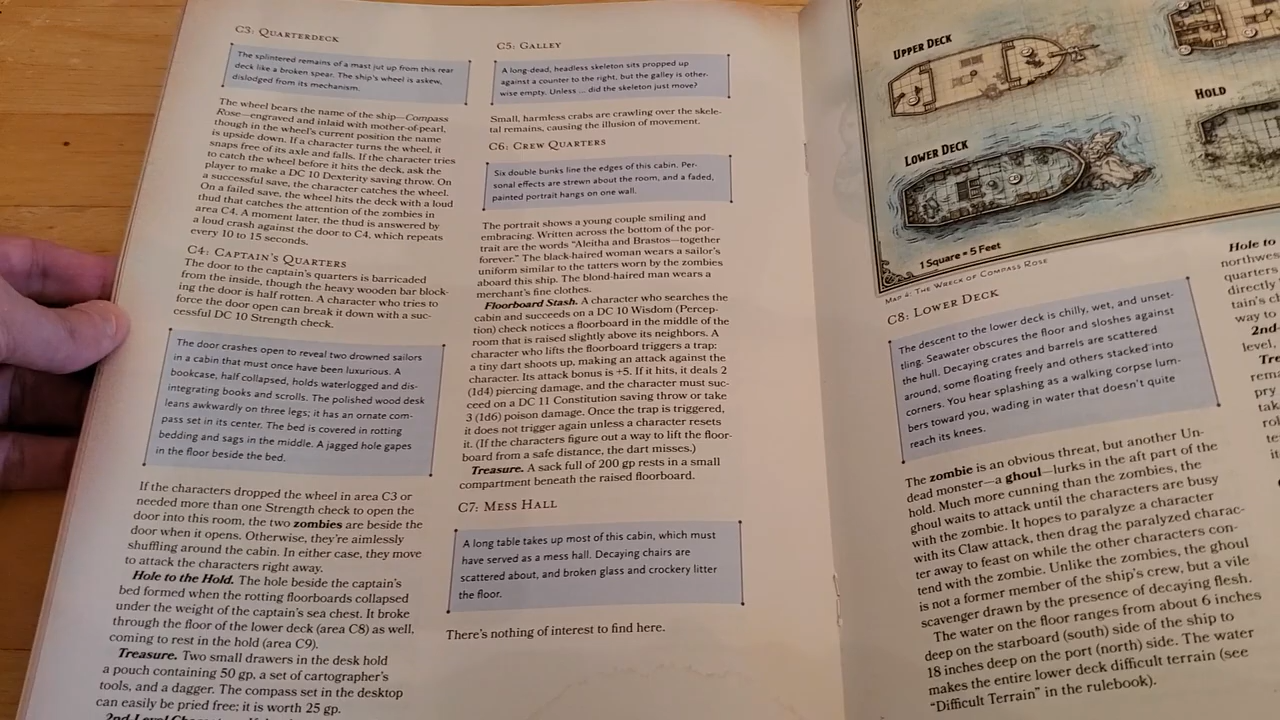 C3: QUARTERDECK
The splintered remains of a mast jut up from this rear
deck like a broken spear. The ship's wheel is askew,
dislodged from its mechanism.
The wheel bears the name of the ship—Compass
Rose—engraved and inlaid with mother-of-pearl,
though in the wheel's current position the name
is upside down. If a character turns the wheel, it
snaps free of its axle and falls. If the character tries
to catch the wheel before it hits the deck, ask the
player to make a DC 10 Dexterity saving throw. On
a successful save, the character catches the wheel.
On a failed save, the wheel hits the deck with a loud
thud that catches the attention of the zombies in
area C4. A moment later, the thud is answered by
a loud crash against the door to C4, which repeats
every 10 to 15 seconds.
C4: CAPTAIN'S QUARTERS
The door to the captain's quarters is barricaded
from the inside, though the heavy wooden bar block-
ing the door is half rotten. A character who tries to
force the door open can break it down with a suc-
cessful DC 10 Strength check.
The door crashes open to reveal two drowned sailors
in a cabin that must once have been luxurious. A
bookcase, half collapsed, holds waterlogged and dis-
integrating books and scrolls. The polished wood desk
leans awkwardly on three legs; it has an ornate com-
pass set in its center. The bed is covered in rotting
bedding and sags in the middle. A jagged hole gapes
in the floor beside the bed.
If the characters dropped the wheel in area C3 or
needed more than one Strength check to open the
door into this room, the two zombies are beside the
door when it opens. Otherwise, they're aimlessly
shuffling around the cabin. In either case, they move
to attack the characters right away.
Hole to the Hold. The hole beside the captain's
bed formed when the rotting floorboards collapsed
under the weight of the captain's sea chest. It broke
through the floor of the lower deck (area C8) as well,
coming to rest in the hold (area C9).
Treasure. Two small drawers in the desk hold
a pouch containing 50 gp, a set of cartographer's
tools, and a dagger. The compass set in the desktop
can easily be pried free; it is worth 25 gp.
C5: GALLEY
A long-dead, headless skeleton sits propped up
against a counter to the right, but the galley is other-
wise empty. Unless ... did the skeleton just move?
Small, harmless crabs are crawling over the skele-
tal remains, causing the illusion of movement.
C6: CREW QUARTERS
Six double bunks line the edges of this cabin. Per-
sonal effects are strewn about the room, and a faded,
painted portrait hangs on one wall.
The portrait shows a young couple smiling and
embracing. Written across the bottom of the por-
trait are the words "Aleitha and Brastos—together
forever." The black-haired woman wears a sailor's
uniform similar to the tatters worn by the zombies
aboard this ship. The blond-haired man wears a
merchant's fine clothes.
Floorboard Stash. A character who searches the
cabin and succeeds on a DC 10 Wisdom (Percep-
tion) check notices a floorboard in the middle of the
room that is raised slightly above its neighbors. A
character who lifts the floorboard triggers a trap:
a tiny dart shoots up, making an attack against the
character. Its attack bonus is +5. If it hits, it deals 2
(1d4) piercing damage, and the character must suc-
ceed on a DC 11 Constitution saving throw or take
3 (1d6) poison damage. Once the trap is triggered,
it does not trigger again unless a character resets
it. (If the characters figure out a way to lift the floor-
board from a safe distance, the dart misses.)
Treasure. A sack full of 200 gp rests in a small
compartment beneath the raised floorboard.
C7: MESS HALL
A long table takes up most of this cabin, which must
have served as a mess hall. Decaying chairs are
scattered about, and broken glass and crockery litter
the floor.
There's nothing of interest to find here.
UPPER DECK
HOLD
LOWER DECK
1 Square = 5 Feet
MAP 4: THE WRECK OF COMPASS ROSE
C8: LOWER DECK
The descent to the lower deck is chilly, wet, and unset-
tling. Seawater obscures the floor and sloshes against
the hull. Decaying crates and barrels are scattered
around, some floating freely and others stacked into
corners. You hear splashing as a walking corpse lum-
bers toward you, wading in water that doesn't quite
reach its knees.
The zombie is an obvious threat, but another Un-
dead monster—a ghoul—lurks in the aft part of the
hold. Much more cunning than the zombies, the
ghoul waits to attack until the characters are busy
with the zombie. It hopes to paralyze a character
with its Claw attack, then drag the paralyzed charac-
ter away to feast on while the other characters con-
tend with the zombie. Unlike the zombies, the ghoul
is not a former member of the ship's crew, but a vile
scavenger drawn by the presence of decaying flesh.
The water on the floor ranges from about 6 inches
deep on the starboard (south) side of the ship to
18 inches deep on the port (north) side. The water
makes the entire lower deck difficult terrain (see
"Difficult Terrain" in the rulebook).
Hole to
northwes
quarters
directly
tain's ch
way to
2nd-
level,
Tre
rema
pry
take